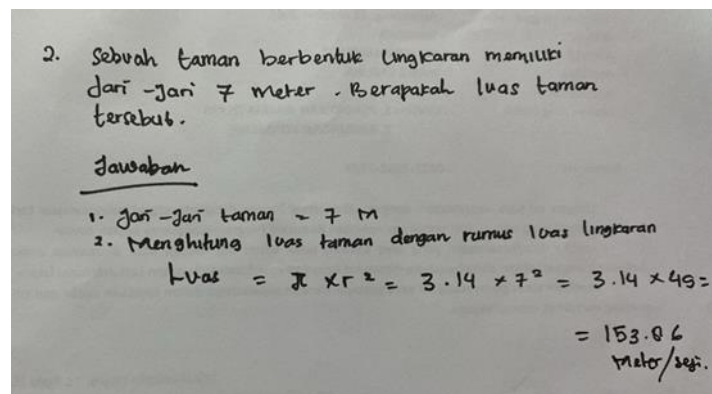 2. Sebuah taman berbentuk lingkaran memiliki
Jari-Jari 7 meter. Berapakah luas taman
tersebut.
Jawaban
1. Jari-Jari taman = 7 M
2. Menghitung luas taman dengan rumus luas lingkaran
Luas = π x r² = 3.14 x 7² = 3.14 x 49 =
= 153.86
Meter/segi.